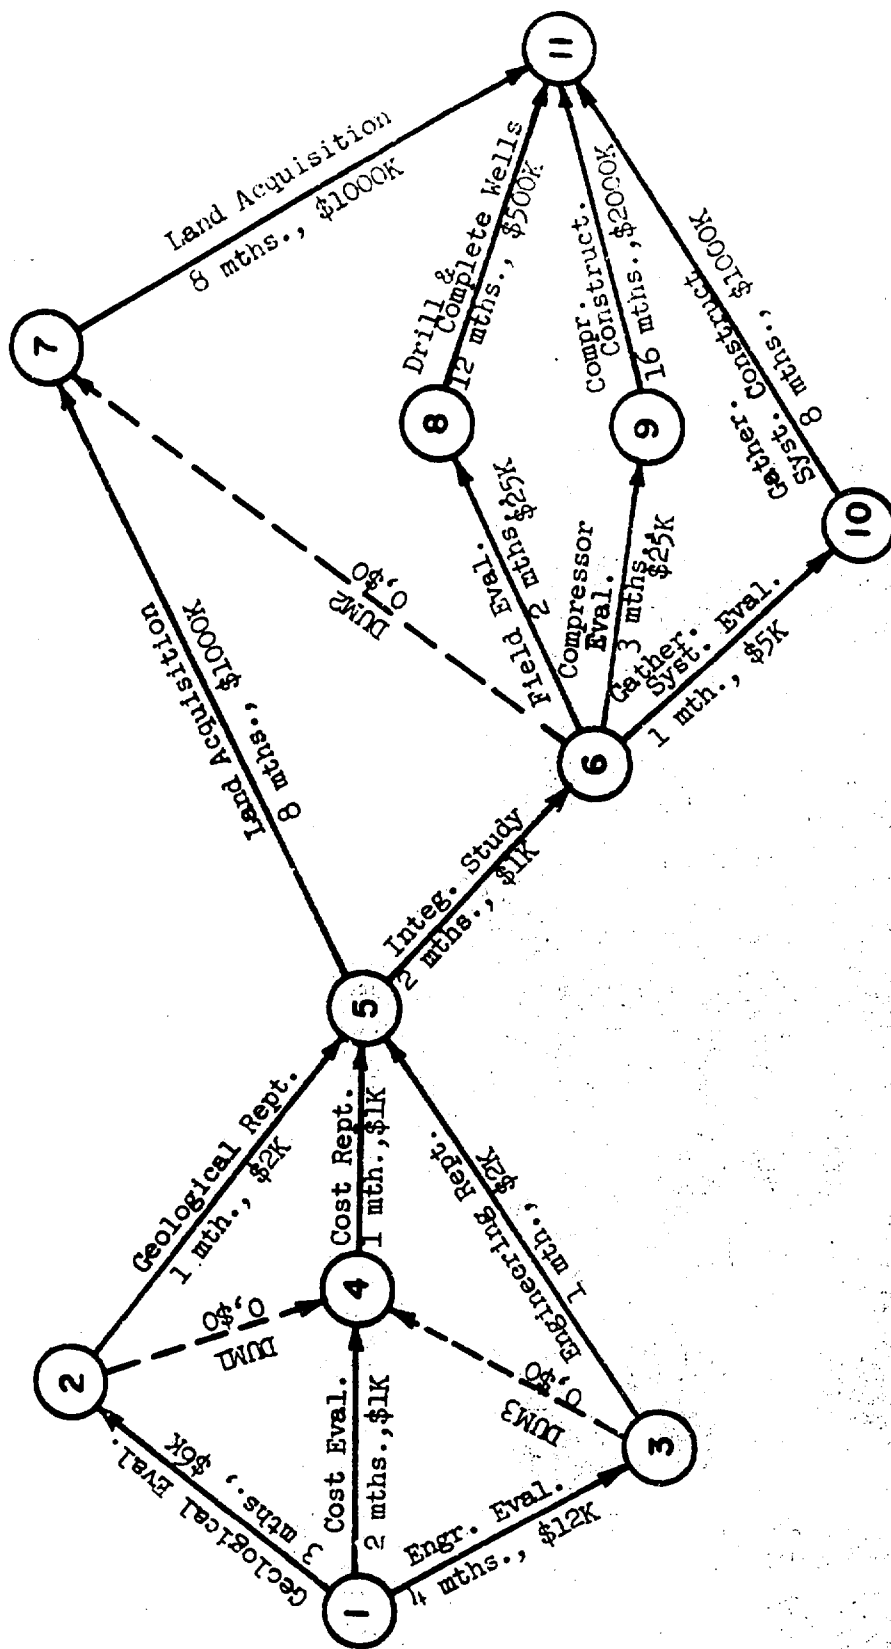 1
Geological Eval.
3 mths., $6K
Cost Eval.
2 mths., $1K
Engr. Eval.
4 mths., $12K
2
DUM1
0, $0
Geological Rept.
1 mth., $2K
4
Cost Rept.
1 mth., $1K
3
DUM3
0, $0
Engineering Rept.
1 mth., $2K
5
Land Acquisition
8 mths., $1000K
Integ. Study
2 mths., $1K
6
DUM2
0, $0
Field Eval.
2 mths., $25K
Compressor
Eval.
3 mths.,
$25K
Gather.
Syst. Eval.
1 mth., $5K
7
Land Acquisition
8 mths., $1000K
8
Drill &
Complete Wells
12 mths., $500K
9
Compr.
Construct.
16 mths., $2000K
10
Gather. Construct
Syst.
8 mths., $1000K
11